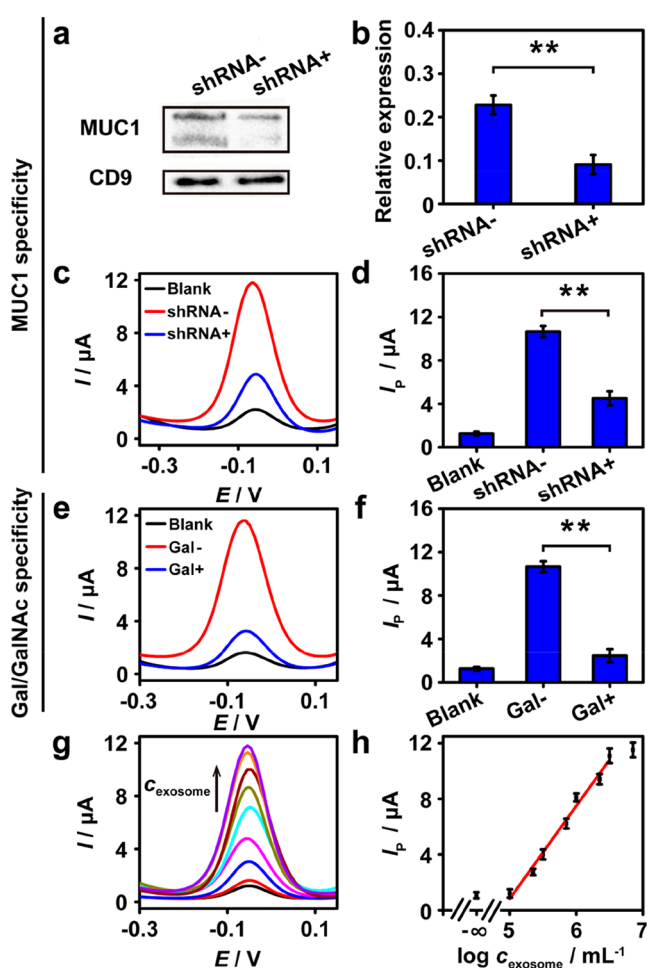 MUC1 specificity
Gal/GalNAc specificity
a
shRNA-
shRNA+
MUC1
CD9
b
Relative expression
0.4
0.3
0.2
0.1
0
**
shRNA-
shRNA+
c
I / µA
12
8
4
0
Blank
shRNA-
shRNA+
-0.3
-0.1
0.1
E / V
d
Iₚ / µA
16
12
8
4
0
**
Blank
shRNA-
shRNA+
e
I / µA
12
8
4
0
Blank
Gal-
Gal+
-0.3
-0.1
0.1
E / V
f
Iₚ / µA
16
12
8
4
0
**
Blank
Gal-
Gal+
g
I / µA
12
8
4
0
c exosome
-0.3
-0.1
0.1
E / V
h
Iₚ / µA
12
8
4
0
-∞
5
6
7
log c exosome / mL⁻¹